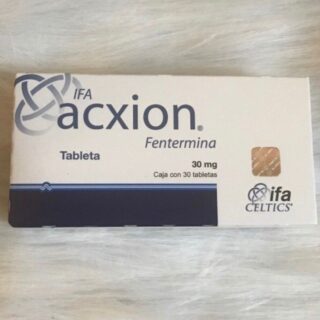 IFA
acxion®
Fentermina
Tableta
30 mg
Caja con 30 tabletas
ifa
CELTICS®